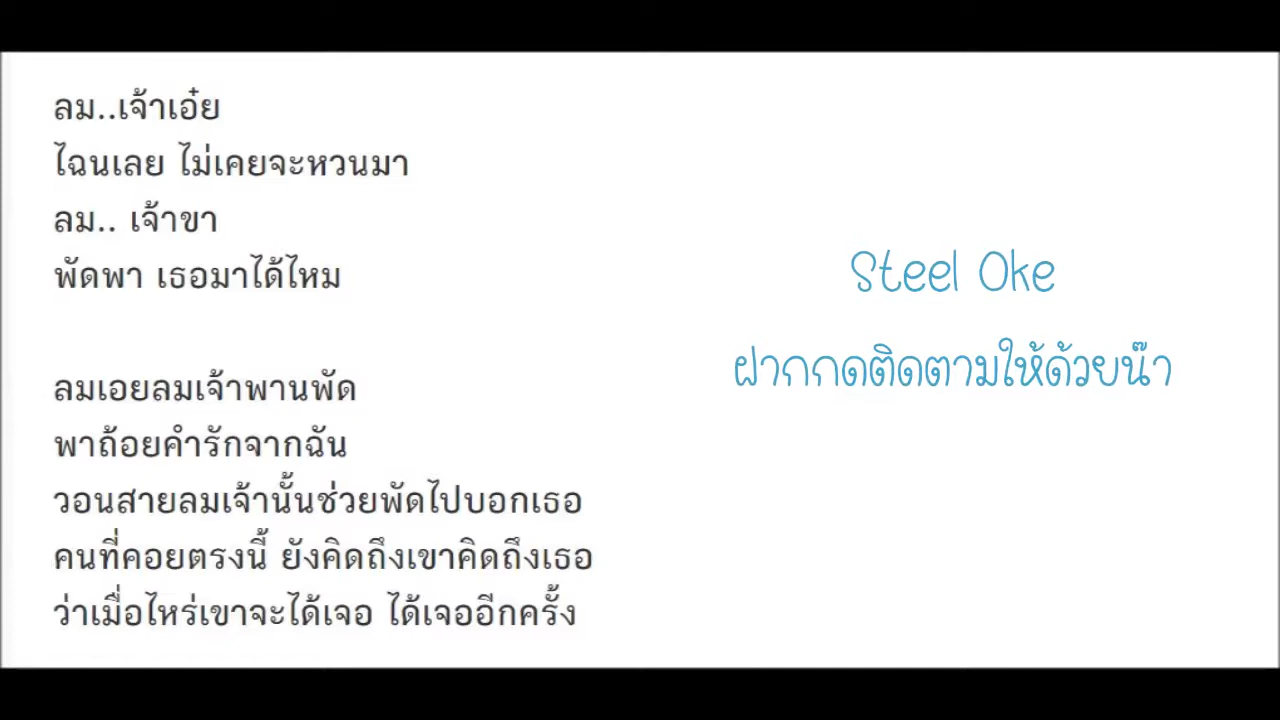 ลม..เจ้าเอ๋ย
ไฉนเลย ไม่เคยจะหวนมา
ลม.. เจ้าขา
พัดพา เธอมาได้ไหม
ลมเอยลมเจ้าพานพัด
พาถ้อยคำรักจากฉัน
วอนสายลมเจ้านั้นช่วยพัดไปบอกเธอ
คนที่คอยตรงนี้ ยังคิดถึงเขาคิดถึงเธอ
ว่าเมื่อไหร่เขาจะได้เจอ ได้เจออีกครั้ง
Steel Oke
ฝากกดติดตามให้ด้วยน๊า